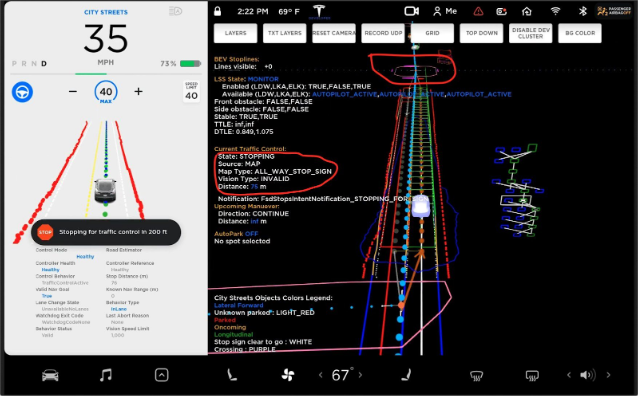 CITY STREETS
35
MPH
P R N D
73%
40
MAX
SPEED
LIMIT
40
STOP
Stopping for traffic control in 200 ft
Control Mode
Road Estimator
Healthy
Controller Health
Controller Reference
Healthy
Healthy
Control Behavior
Stop Distance (m)
TrafficControlActive
76
Valid Nav Goal
Known Nav Range (m)
True
0
Lane Change State
Behavior Type
UnavailableNoLanes
InLane
Watchdog Exit Code
Last Abort Reason
WatchdogCodeNone
None
Behavior Status
Vision Speed Limit
Valid
1.000
2:22 PM 69°F
Me
PASSENGER
AIRBAG OFF
LAYERS
TXT LAYERS
RESET CAMERA
RECORD UDP
GRID
TOP DOWN
DISABLE DEV
CLUSTER
BG COLOR
BEV Stoplines:
Lines visible: +0
LSS State: MONITOR
Enabled (LDW,LKA,ELK): TRUE,FALSE,TRUE
Available (LDW,LKA,ELK): AUTOPILOT_ACTIVE,AUTOPILOT_ACTIVE,AUTOPILOT_ACTIVE
Front obstacle: FALSE,FALSE
Side obstacle: FALSE,FALSE
Stable: TRUE,TRUE
TTLE: inf,inf
DTLE: 0.849,1.075
Current Traffic Control:
State: STOPPING
Source: MAP
Map Type: ALL_WAY_STOP_SIGN
Vision Type: INVALID
Distance: 76 m
Notification: FsdStopsIntentNotification_STOPPING_FOR
Upcoming Maneuver:
Direction: CONTINUE
Distance: inf m
AutoPark OFF
No spot selected
City Streets Objects Colors Legend:
Lateral Forward
Unknown parked: LIGHT_RED
Parked
Oncoming
Longitudinal
Stop sign clear to go: WHITE
Crossing: PURPLE
67°